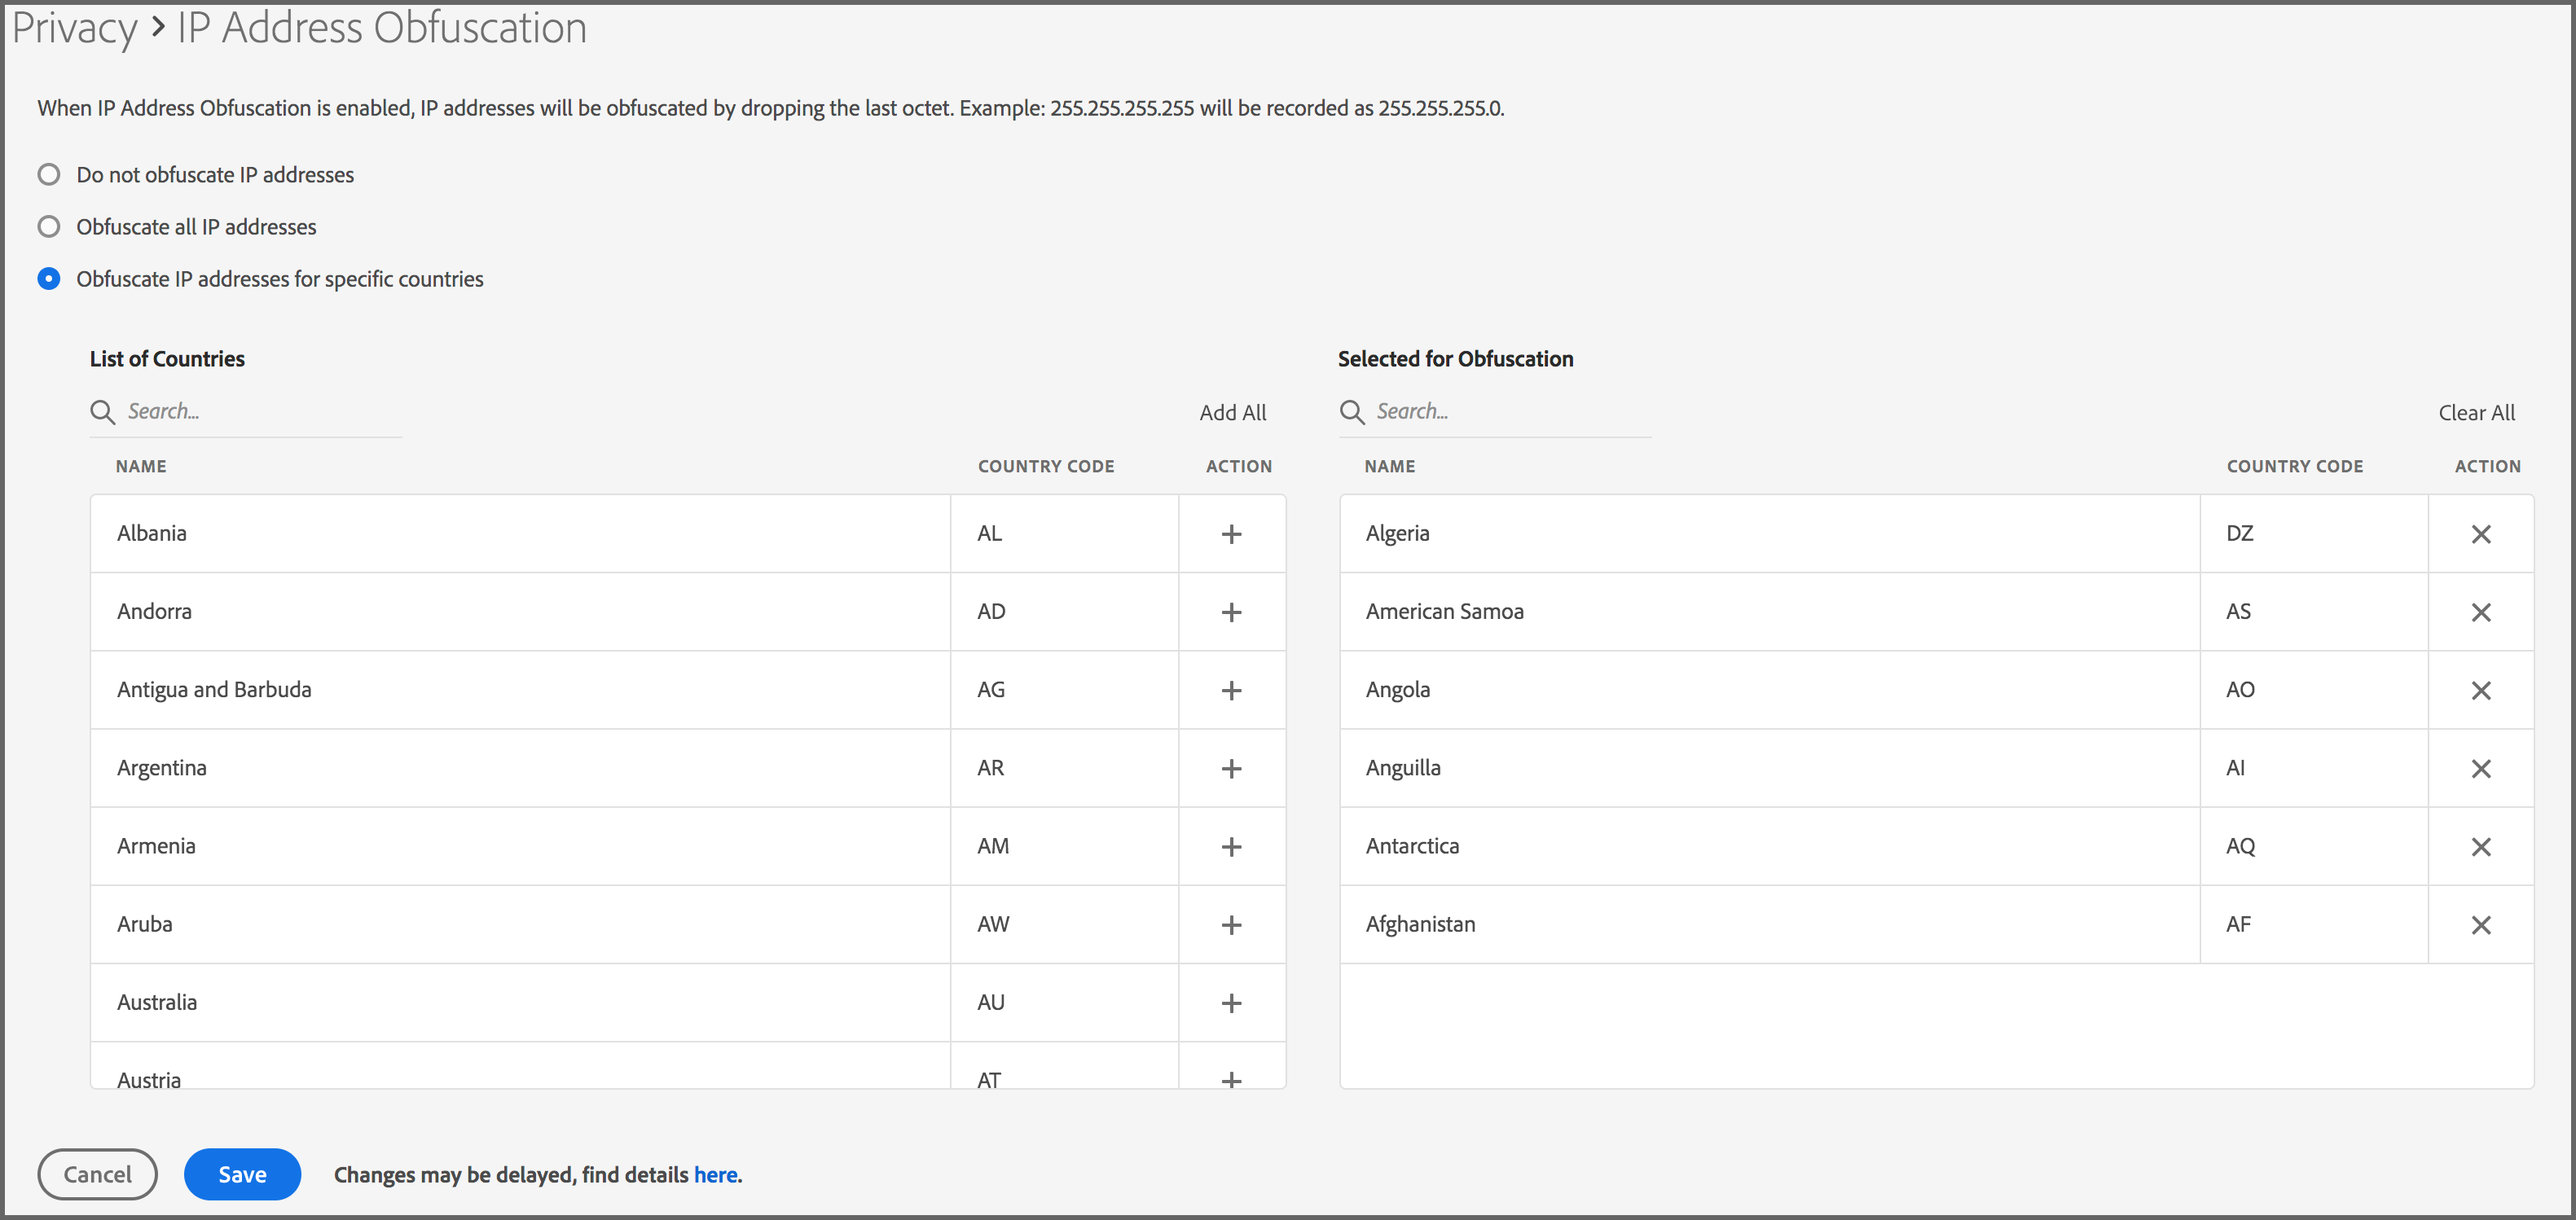 Privacy > IP Address Obfuscation
When IP Address Obfuscation is enabled, IP addresses will be obfuscated by dropping the last octet. Example: 255.255.255.255 will be recorded as 255.255.255.0.
Do not obfuscate IP addresses
Obfuscate all IP addresses
Obfuscate IP addresses for specific countries
List of Countries
Search...
Add All
NAME COUNTRY CODE ACTION
Albania AL +
Andorra AD +
Antigua and Barbuda AG +
Argentina AR +
Armenia AM +
Aruba AW +
Australia AU +
Austria AT +
Selected for Obfuscation
Search...
Clear All
NAME COUNTRY CODE ACTION
Algeria DZ
American Samoa AS
Angola AO
Anguilla AI
Antarctica AQ
Afghanistan AF
Cancel
Save
Changes may be delayed, find details here.